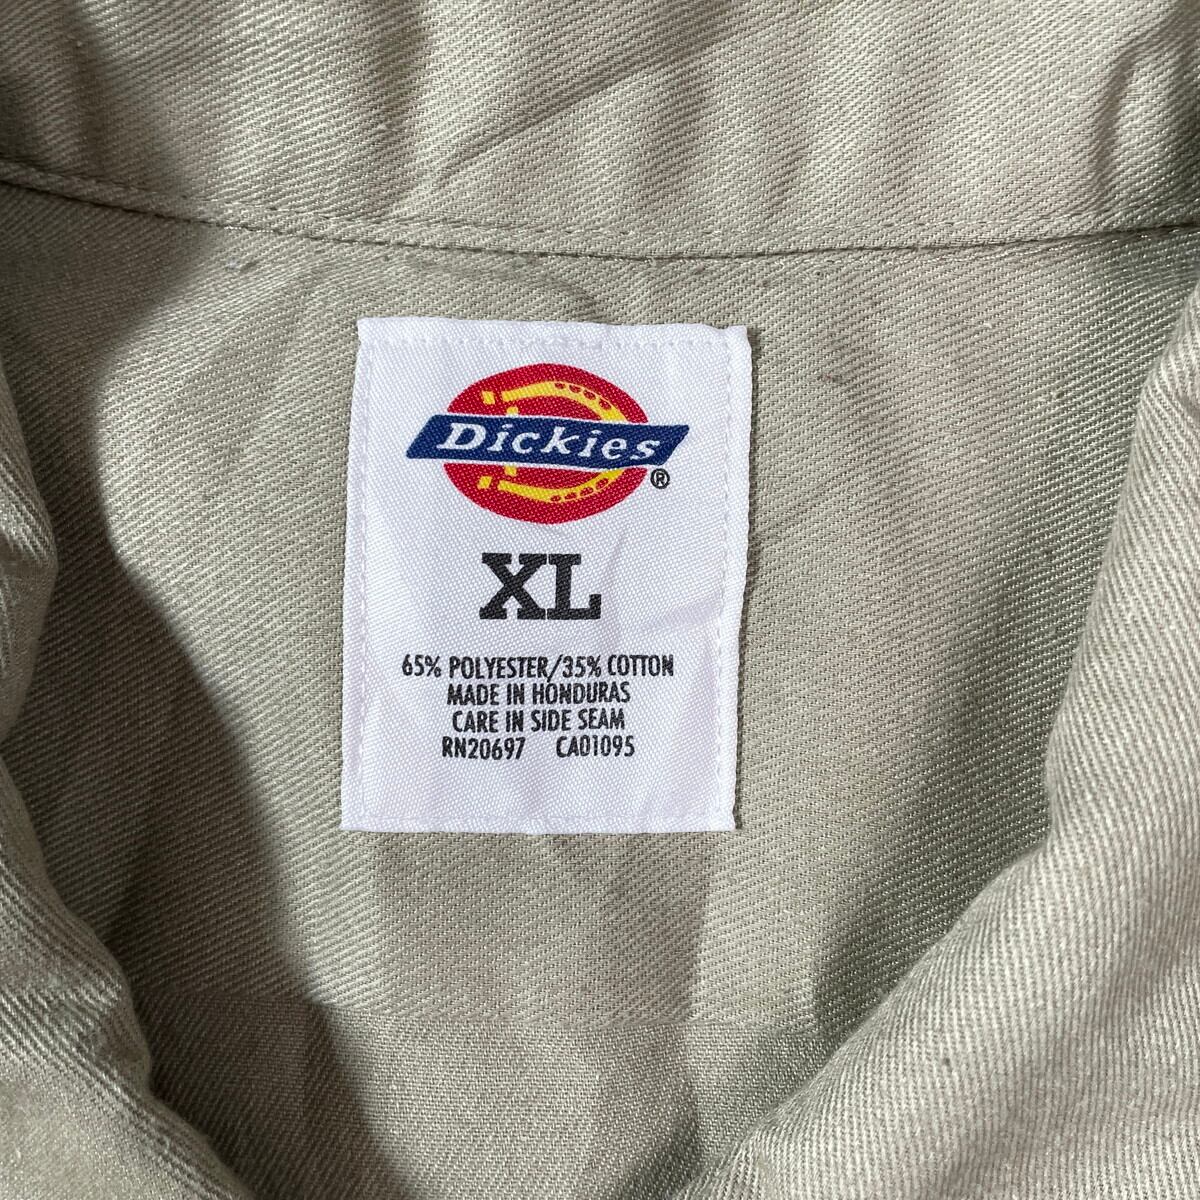 Dickies®
XL
65% POLYESTER/35% COTTON
MADE IN HONDURAS
CARE IN SIDE SEAM
RN20697 CA01095